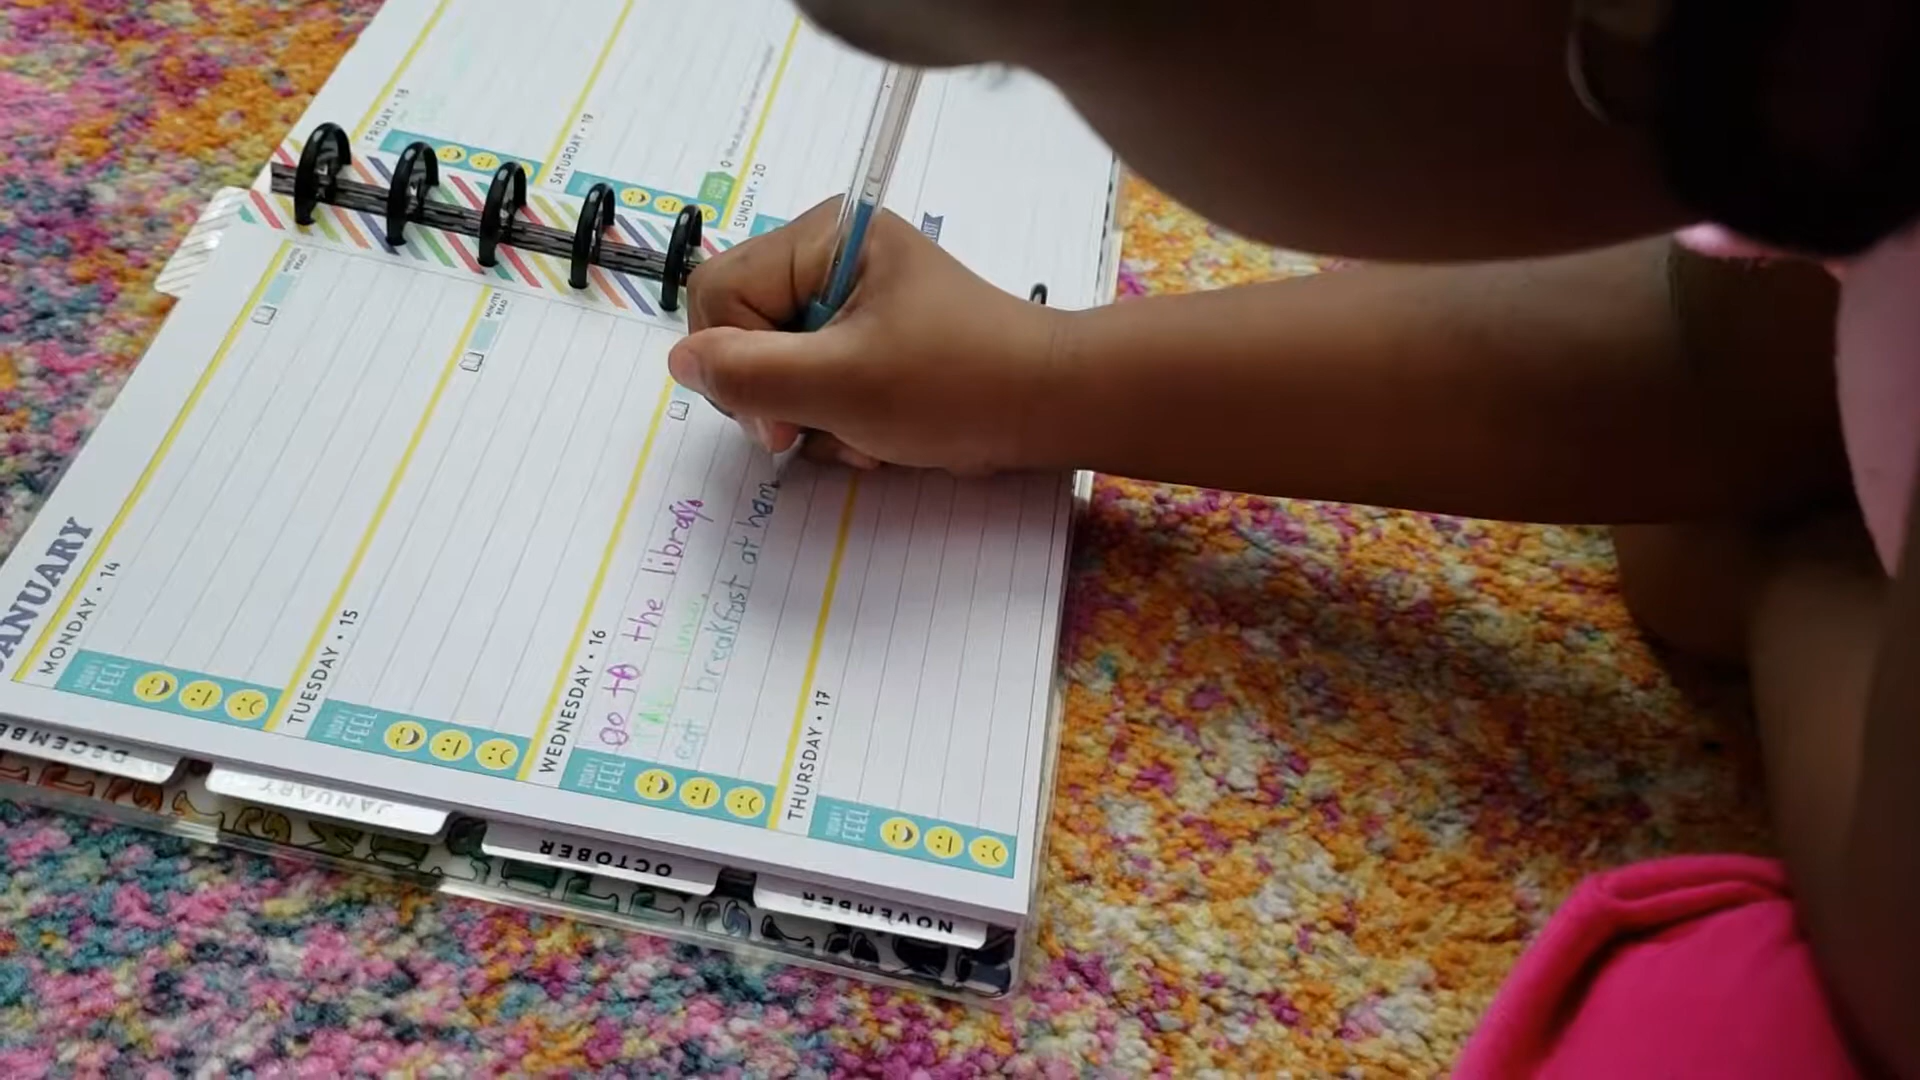 JANUARY
MONDAY • 14
TODAY I
FEEL
MINUTES
READ
TUESDAY • 15
TODAY I
FEEL
MINUTES
READ
WEDNESDAY • 16
TODAY I
FEEL
go to the library
eat breakfast at hom
THURSDAY • 17
TODAY I
FEEL
FRIDAY • 18
SATURDAY • 19
SUNDAY • 20
DECEMBE
JANUARY
OCTOBER
NOVEMBER